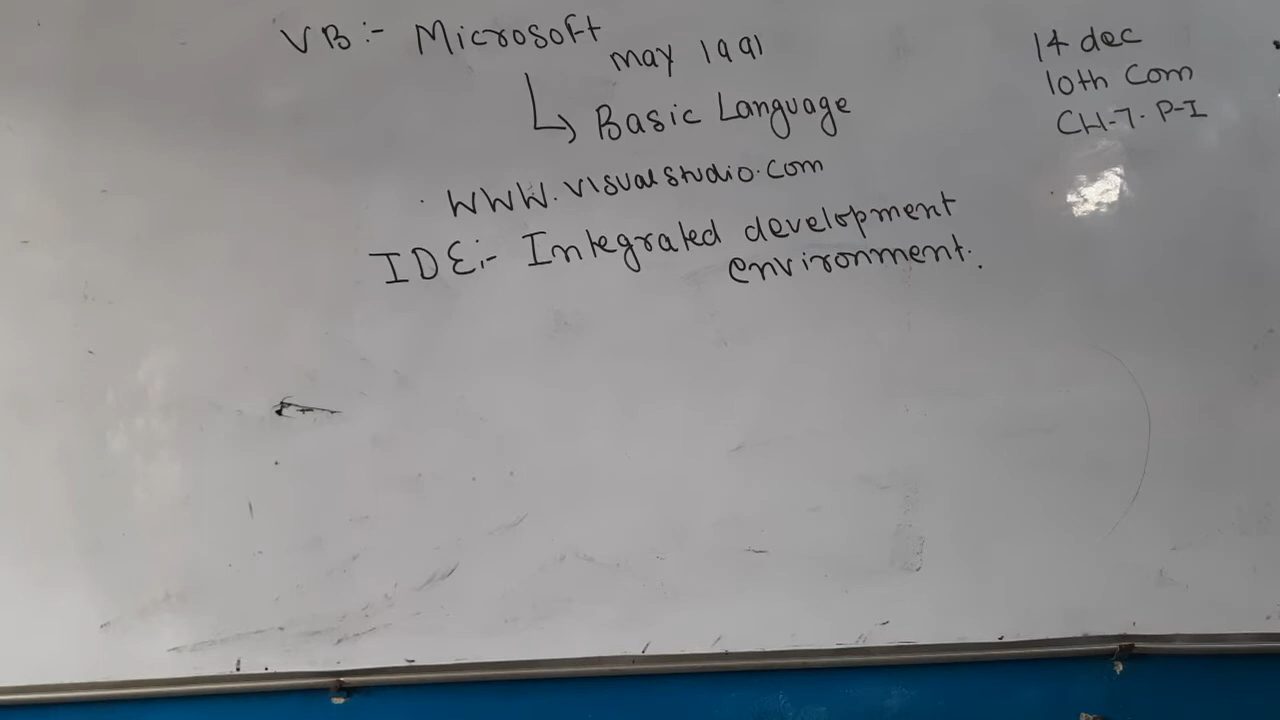 VB:- Microsoft
May 1991
↳ Basic Language
www.visualstudio.com
IDE:- Integrated development
environment.
14 dec
10th Com
CH-7. P-I